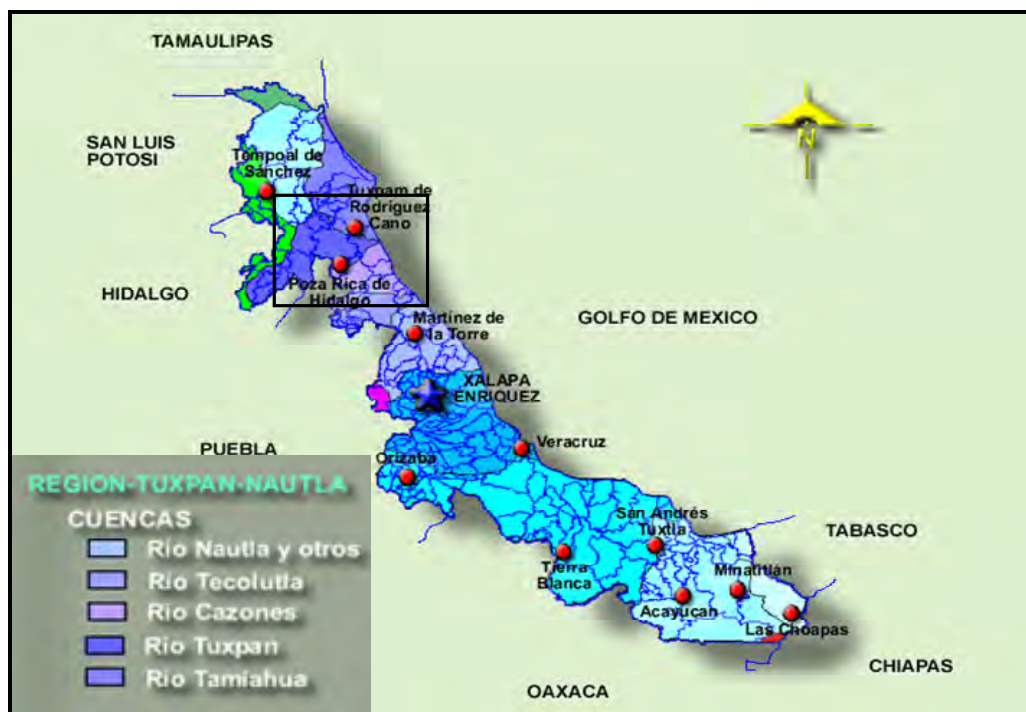 TAMAULIPAS
SAN LUIS
POTOSI
Tempoal de
Sánchez
Tuxpam de
Rodríguez
Cano
HIDALGO
Poza Rica de
Hidalgo
Martínez de
la Torre
GOLFO DE MEXICO
N
XALAPA
ENRIQUEZ
PUEBLA
Orizaba
Veracruz
San Andrés
Tuxtla
TABASCO
Tierra
Blanca
Minatitlán
Acayucan
Las Choapas
CHIAPAS
OAXACA
REGION-TUXPAN-NAUTLA
CUENCAS
Río Nautla y otros
Río Tecolutla
Río Cazones
Río Tuxpan
Río Tamiahua